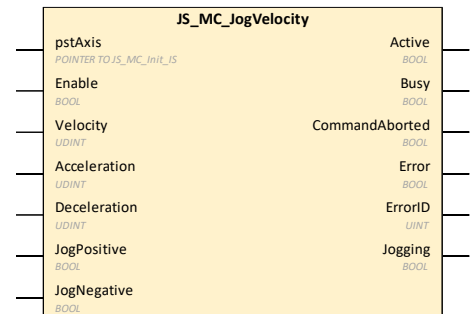 JS_MC_JogVelocity
pstAxis Active
POINTER TO JS_MC_Init_IS BOOL
Enable Busy
BOOL BOOL
Velocity CommandAborted
UDINT BOOL
Acceleration Error
UDINT BOOL
Deceleration ErrorID
UDINT UINT
JogPositive Jogging
BOOL BOOL
JogNegative
BOOL